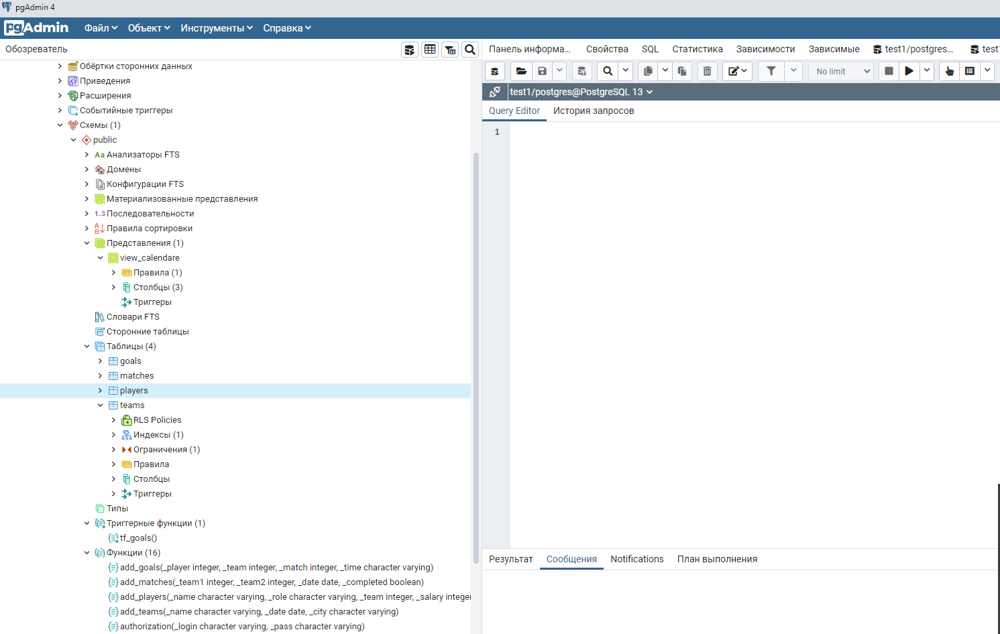 pgAdmin 4
pgAdmin Файл Объект Инструменты Справка
Обозреватель
Обёртки сторонних данных
Приведения
Расширения
Событийные триггеры
Схемы (1)
public
Aa Анализаторы FTS
Домены
Конфигурации FTS
Материализованные представления
1..3 Последовательности
Правила сортировки
Представления (1)
view_calendare
Правила (1)
Столбцы (3)
Триггеры
Словари FTS
Сторонние таблицы
Таблицы (4)
goals
matches
players
teams
RLS Policies
Индексы (1)
Ограничения (1)
Правила
Столбцы
Триггеры
Типы
Триггерные функции (1)
tf_goals()
Функции (16)
add_goals(_player integer, _team integer, _match integer, _time character varying)
add_matches(_team1 integer, _team2 integer, _date date, _completed boolean)
add_players(_name character varying, _role character varying, _team integer, _salary integer
add_teams(_name character varying, _date date, _city character varying)
authorization(_login character varying, _pass character varying)
Панель информа... Свойства SQL Статистика Зависимости Зависимые test1/postgres... test1
No limit
test1/postgres@PostgreSQL 13
Query Editor История запросов
1
Результат Сообщения Notifications План выполнения